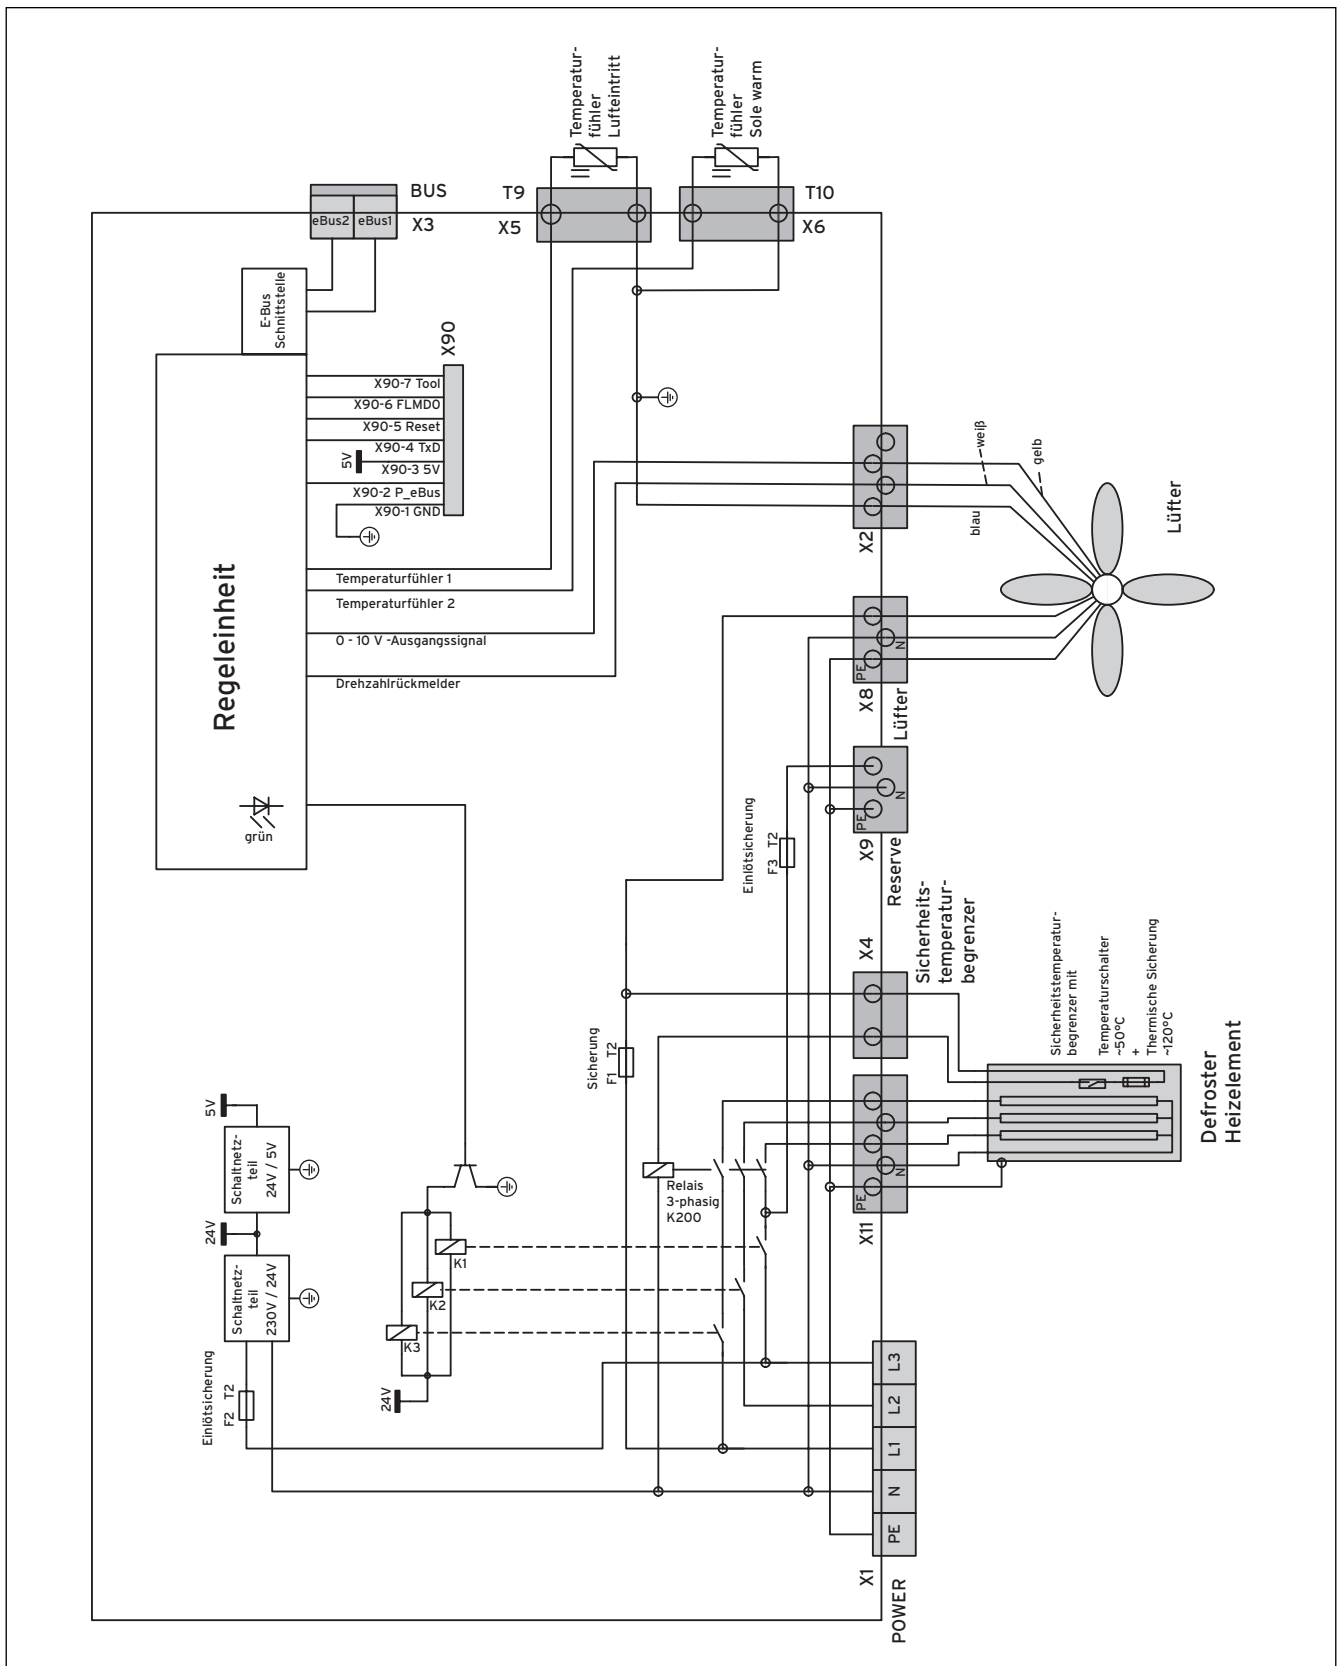 Temperatur-
fühler
Lufteintritt
Temperatur-
fühler
Sole warm
BUS
X3
eBus2
eBus1
T9
X5
T10
X6
E-Bus
Schnittstelle
X90
X90-7 Tool
X90-6 FLMD0
X90-5 Reset
X90-4 TxD
5V
X90-3 5V
X90-2 P_eBus
X90-1 GND
Regeleinheit
Temperaturfühler 1
Temperaturfühler 2
0 - 10 V -Ausgangssignal
Drehzahlrückmelder
grün
weiß
gelb
blau
X2
Lüfter
PE
N
X8
Lüfter
PE
N
X9
Reserve
Einlötsicherung
F3 T2
X4
Sicherheits-
temperatur-
begrenzer
Sicherung
F1 T2
Sicherheitstemperatur-
begrenzer mit
Temperaturschalter
~50°C
+
Thermische Sicherung
~120°C
Defroster
Heizelement
PE
N
X11
Relais
3-phasig
K200
5V
Schaltnetz-
teil
24V / 5V
24V
Schaltnetz-
teil
230V / 24V
Einlötsicherung
F2 T2
K1
K2
K3
24V
L3
L2
L1
N
PE
X1
POWER